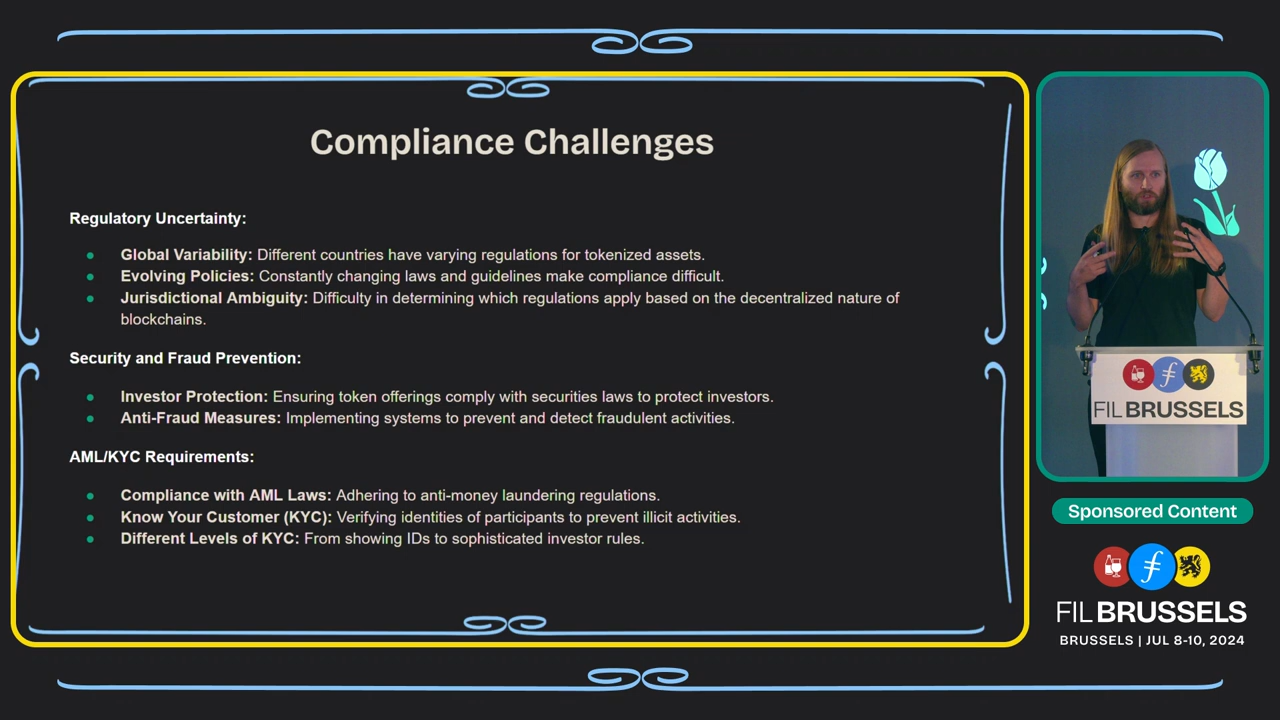 Compliance Challenges
Regulatory Uncertainty:
Global Variability: Different countries have varying regulations for tokenized assets.
Evolving Policies: Constantly changing laws and guidelines make compliance difficult.
Jurisdictional Ambiguity: Difficulty in determining which regulations apply based on the decentralized nature of
blockchains.
Security and Fraud Prevention:
Investor Protection: Ensuring token offerings comply with securities laws to protect investors.
Anti-Fraud Measures: Implementing systems to prevent and detect fraudulent activities.
AML/KYC Requirements:
Compliance with AML Laws: Adhering to anti-money laundering regulations.
Know Your Customer (KYC): Verifying identities of participants to prevent illicit activities.
Different Levels of KYC: From showing IDs to sophisticated investor rules.
FIL BRUSSELS
Sponsored Content
FIL BRUSSELS
BRUSSELS | JUL 8-10, 2024